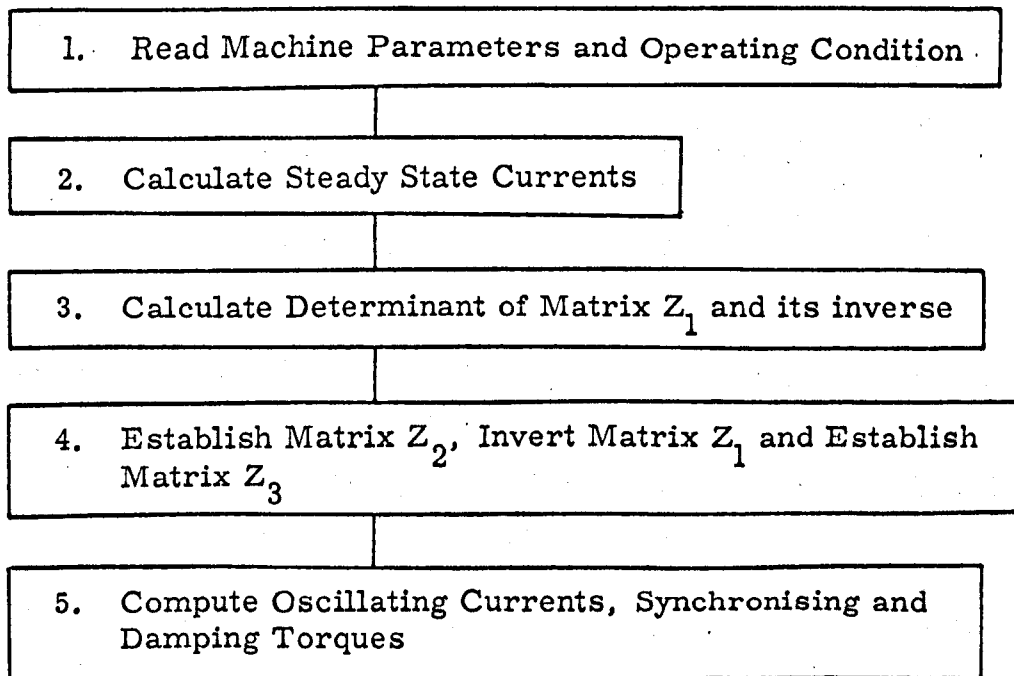 1. Read Machine Parameters and Operating Condition
2. Calculate Steady State Currents
3. Calculate Determinant of Matrix Z₁ and its inverse
4. Establish Matrix Z₂, Invert Matrix Z₁ and Establish
Matrix Z₃
5. Compute Oscillating Currents, Synchronising and
Damping Torques